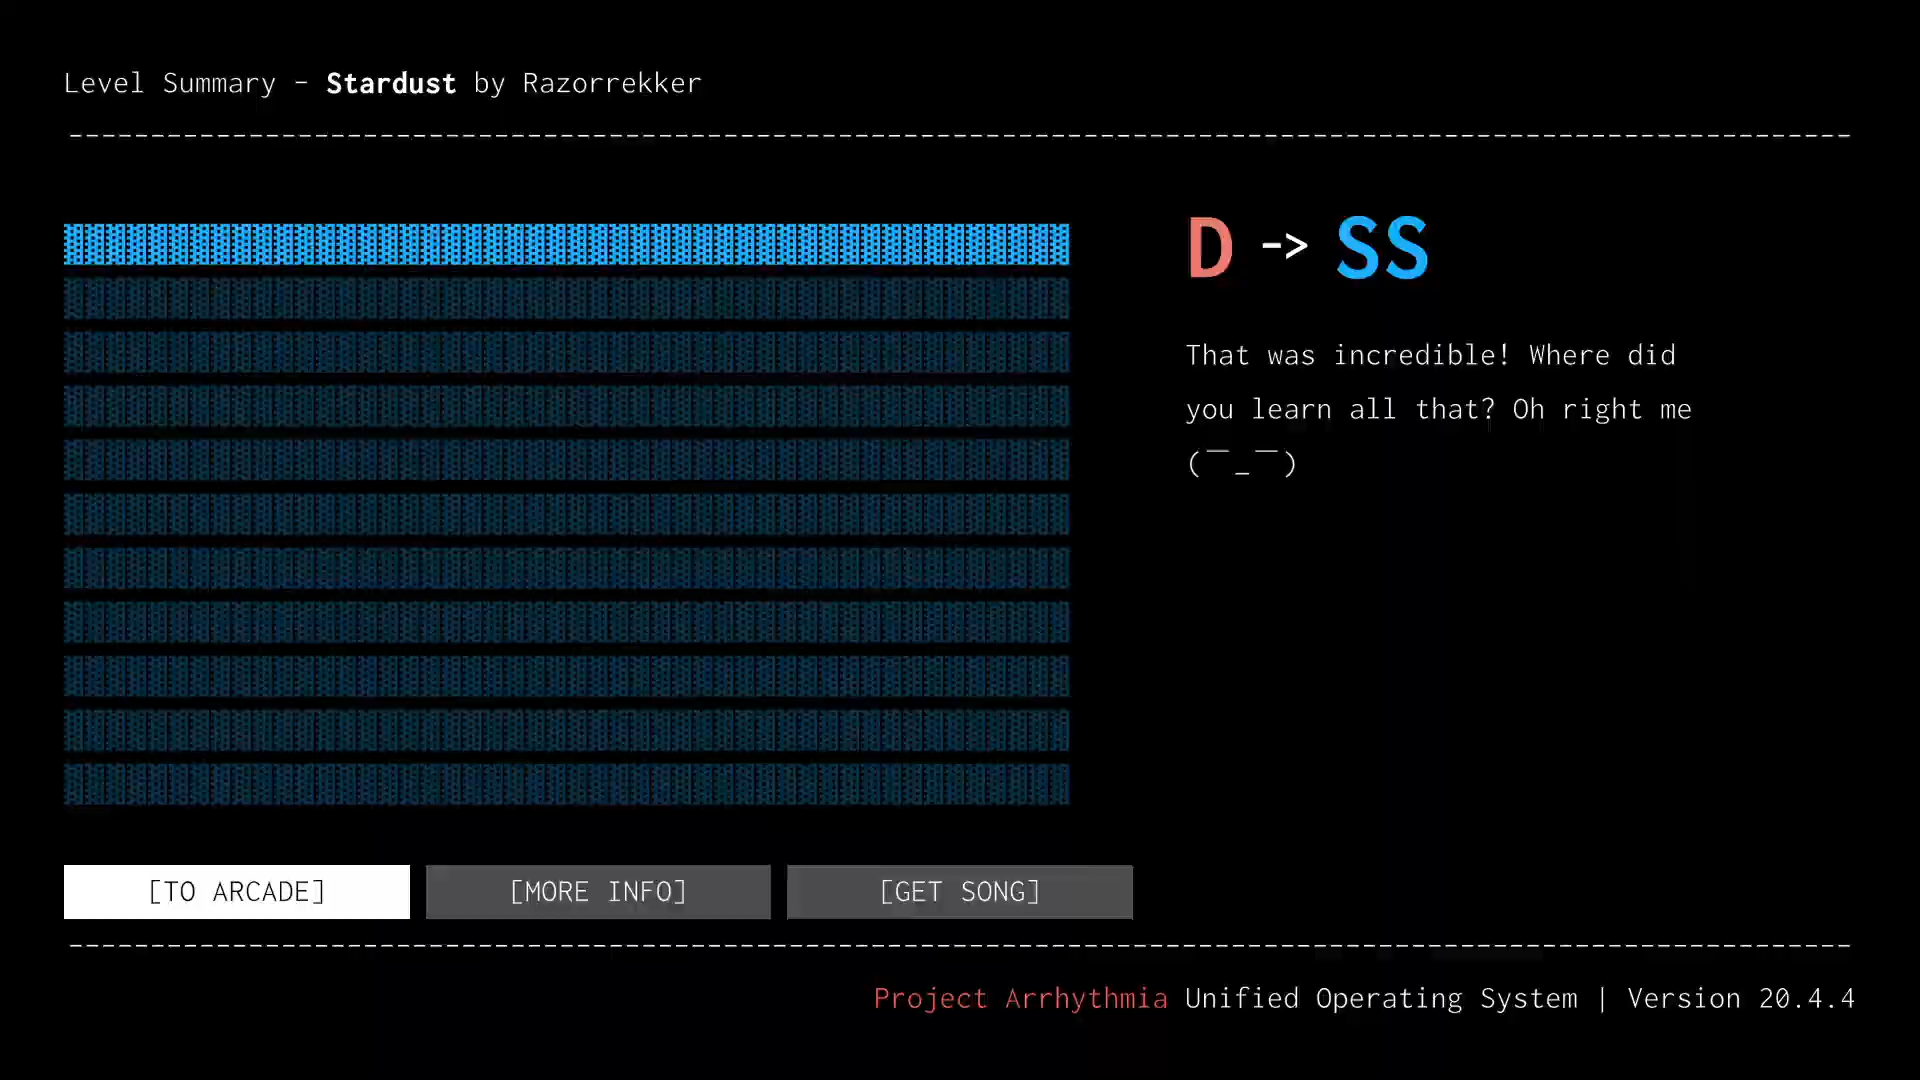 Level Summary - Stardust by Razorrekker
D -> SS
That was incredible! Where did
you learn all that? Oh right me
(￣_￣)
[TO ARCADE] [MORE INFO] [GET SONG]
Project Arrhythmia Unified Operating System | Version 20.4.4